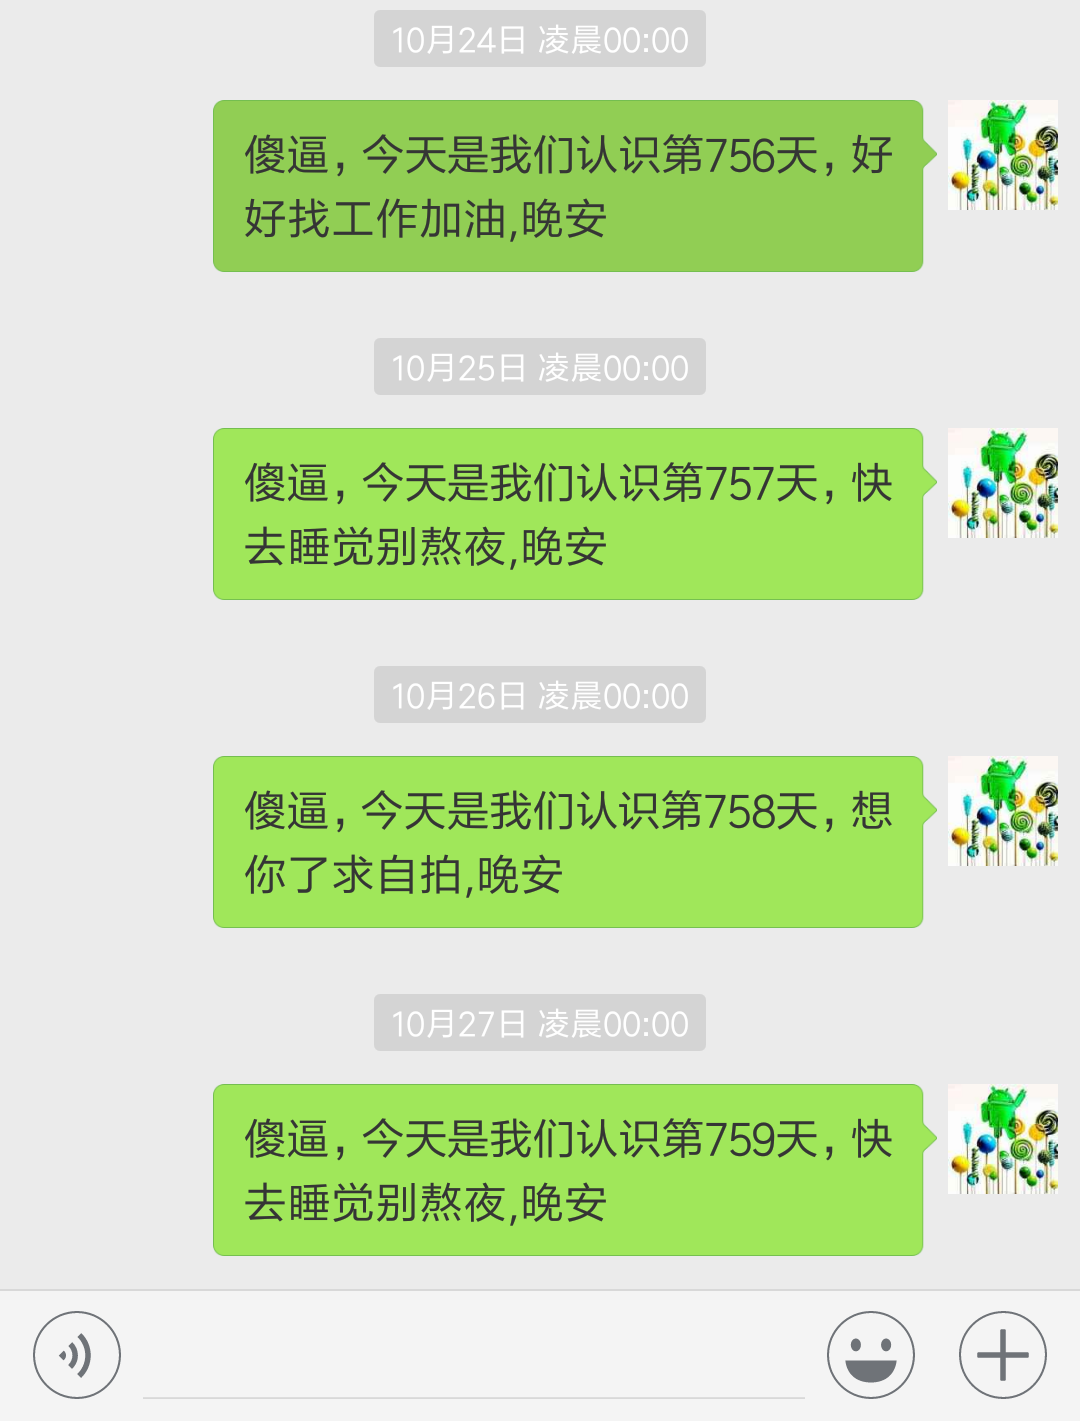 10月24日 凌晨00:00
傻逼，今天是我们认识第756天，好
好找工作加油,晚安
10月25日 凌晨00:00
傻逼，今天是我们认识第757天，快
去睡觉别熬夜,晚安
10月26日 凌晨00:00
傻逼，今天是我们认识第758天，想
你了求自拍,晚安
10月27日 凌晨00:00
傻逼，今天是我们认识第759天，快
去睡觉别熬夜,晚安